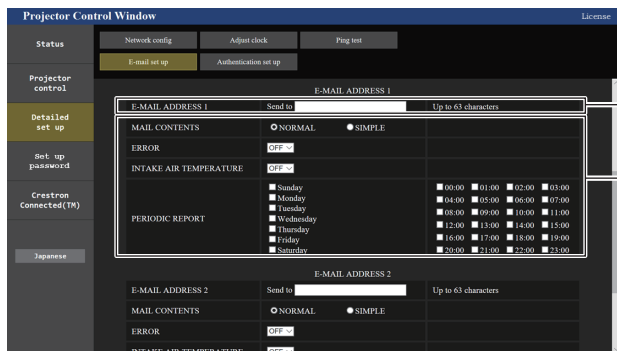 Projector Control Window License
Status
Network config Adjust clock Ping test
E-mail set up Authentication set up
Projector control
Detailed set up
Set up password
Crestron Connected(TM)
Japanese
E-MAIL ADDRESS 1
E-MAIL ADDRESS 1 Send to Up to 63 characters
MAIL CONTENTS NORMAL SIMPLE
ERROR OFF
INTAKE AIR TEMPERATURE OFF
PERIODIC REPORT
Sunday
Monday
Tuesday
Wednesday
Thursday
Friday
Saturday
00:00 01:00 02:00 03:00
04:00 05:00 06:00 07:00
08:00 09:00 10:00 11:00
12:00 13:00 14:00 15:00
16:00 17:00 18:00 19:00
20:00 21:00 22:00 23:00
E-MAIL ADDRESS 2
E-MAIL ADDRESS 2 Send to Up to 63 characters
MAIL CONTENTS NORMAL SIMPLE
ERROR OFF
INTAKE AIR TEMPERATURE OFF